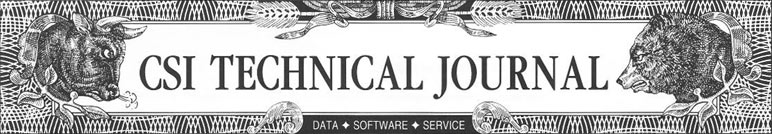 CSI TECHNICAL JOURNAL
DATA ✦ SOFTWARE ✦ SERVICE